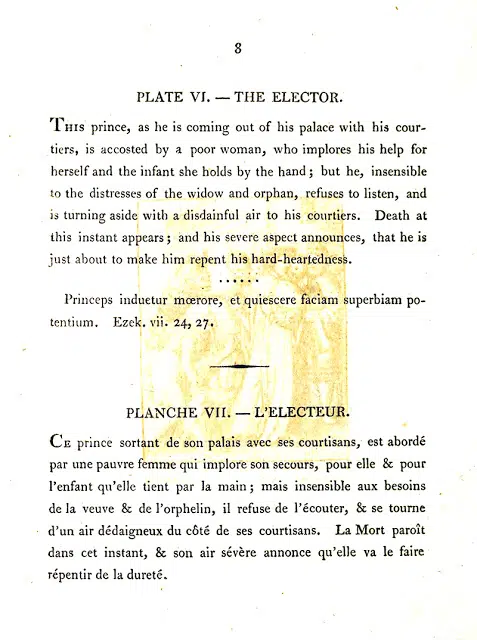 8
PLATE VI. — THE ELECTOR.
THIS prince, as he is coming out of his palace with his cour-
tiers, is accosted by a poor woman, who implores his help for
herself and the infant she holds by the hand; but he, insensible
to the distresses of the widow and orphan, refuses to listen, and
is turning aside with a disdainful air to his courtiers. Death at
this instant appears; and his severe aspect announces, that he is
just about to make him repent his hard-heartedness.
......
Princeps induetur mœrore, et quiescere faciam superbiam po-
tentium. Ezek. vii. 24, 27.
PLANCHE VII. — L'ELECTEUR.
CE prince sortant de son palais avec ses courtisans, est abordé
par une pauvre femme qui implore son secours, pour elle & pour
l'enfant qu'elle tient par la main; mais insensible aux besoins
de la veuve & de l'orphelin, il refuse de l'écouter, & se tourne
d'un air dédaigneux du côté de ses courtisans. La Mort paroît
dans cet instant, & son air sévère annonce qu'elle va le faire
répentir de la dureté.